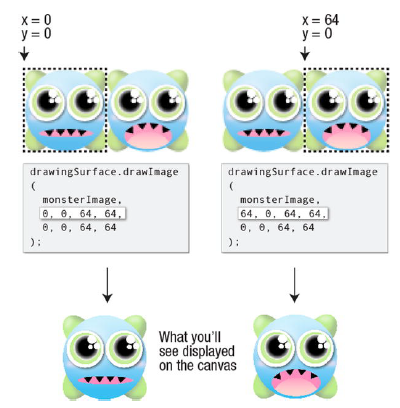 x = 0
y = 0
x = 64
y = 0
drawingSurface.drawImage
(
monsterImage,
0, 0, 64, 64,
0, 0, 64, 64
);
drawingSurface.drawImage
(
monsterImage,
64, 0, 64, 64,
0, 0, 64, 64
);
What you'll
see displayed
on the canvas